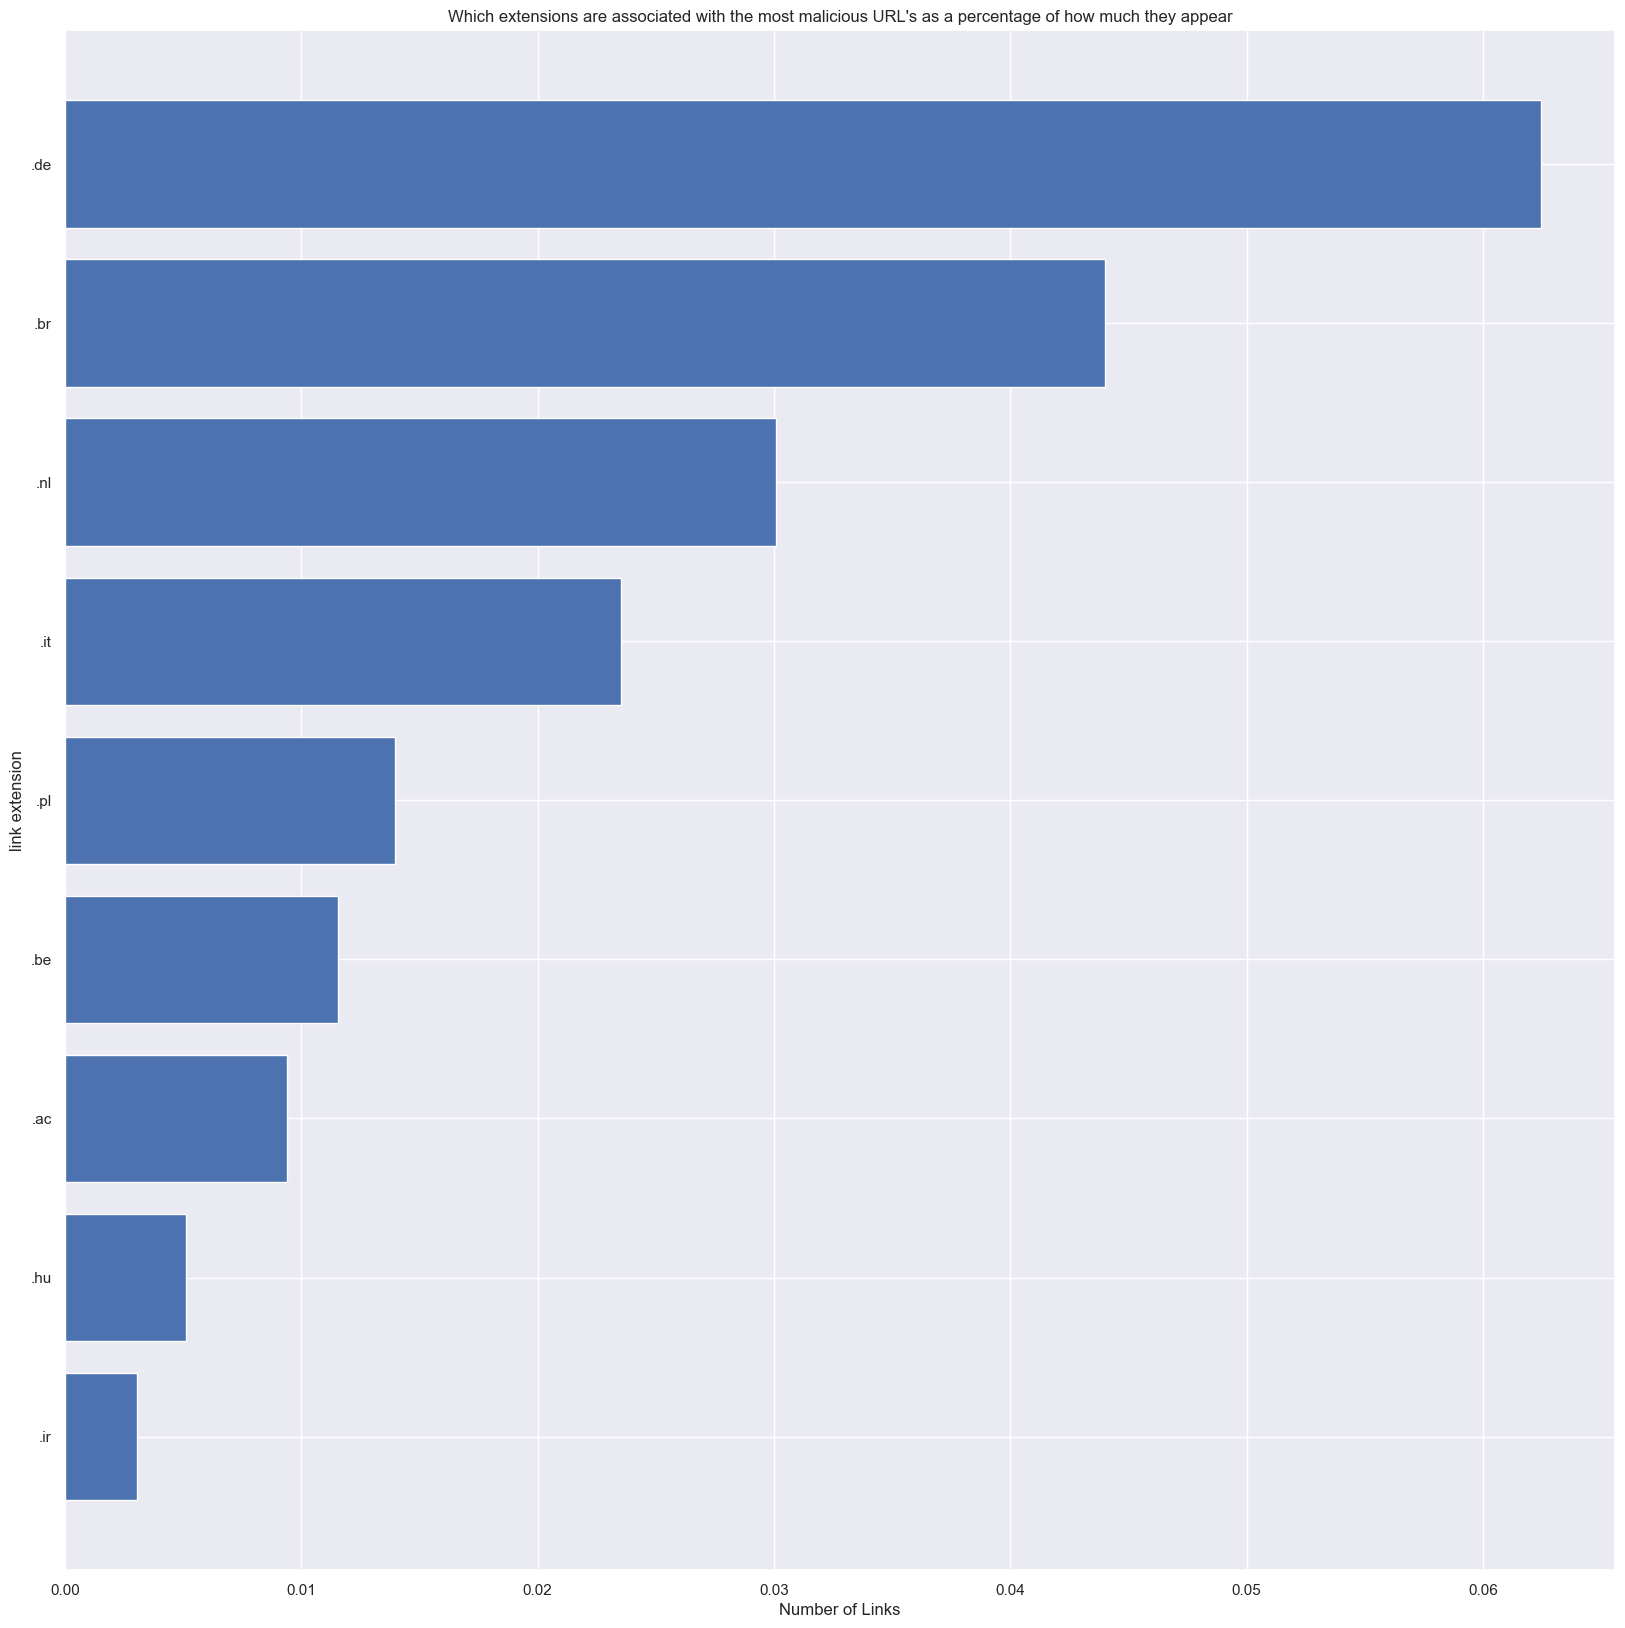 Which extensions are associated with the most malicious URL's as a percentage of how much they appear
.de
.br
.nl
.it
.pl
.be
.ac
.hu
.ir
link extension
0.00 0.01 0.02 0.03 0.04 0.05 0.06
Number of Links